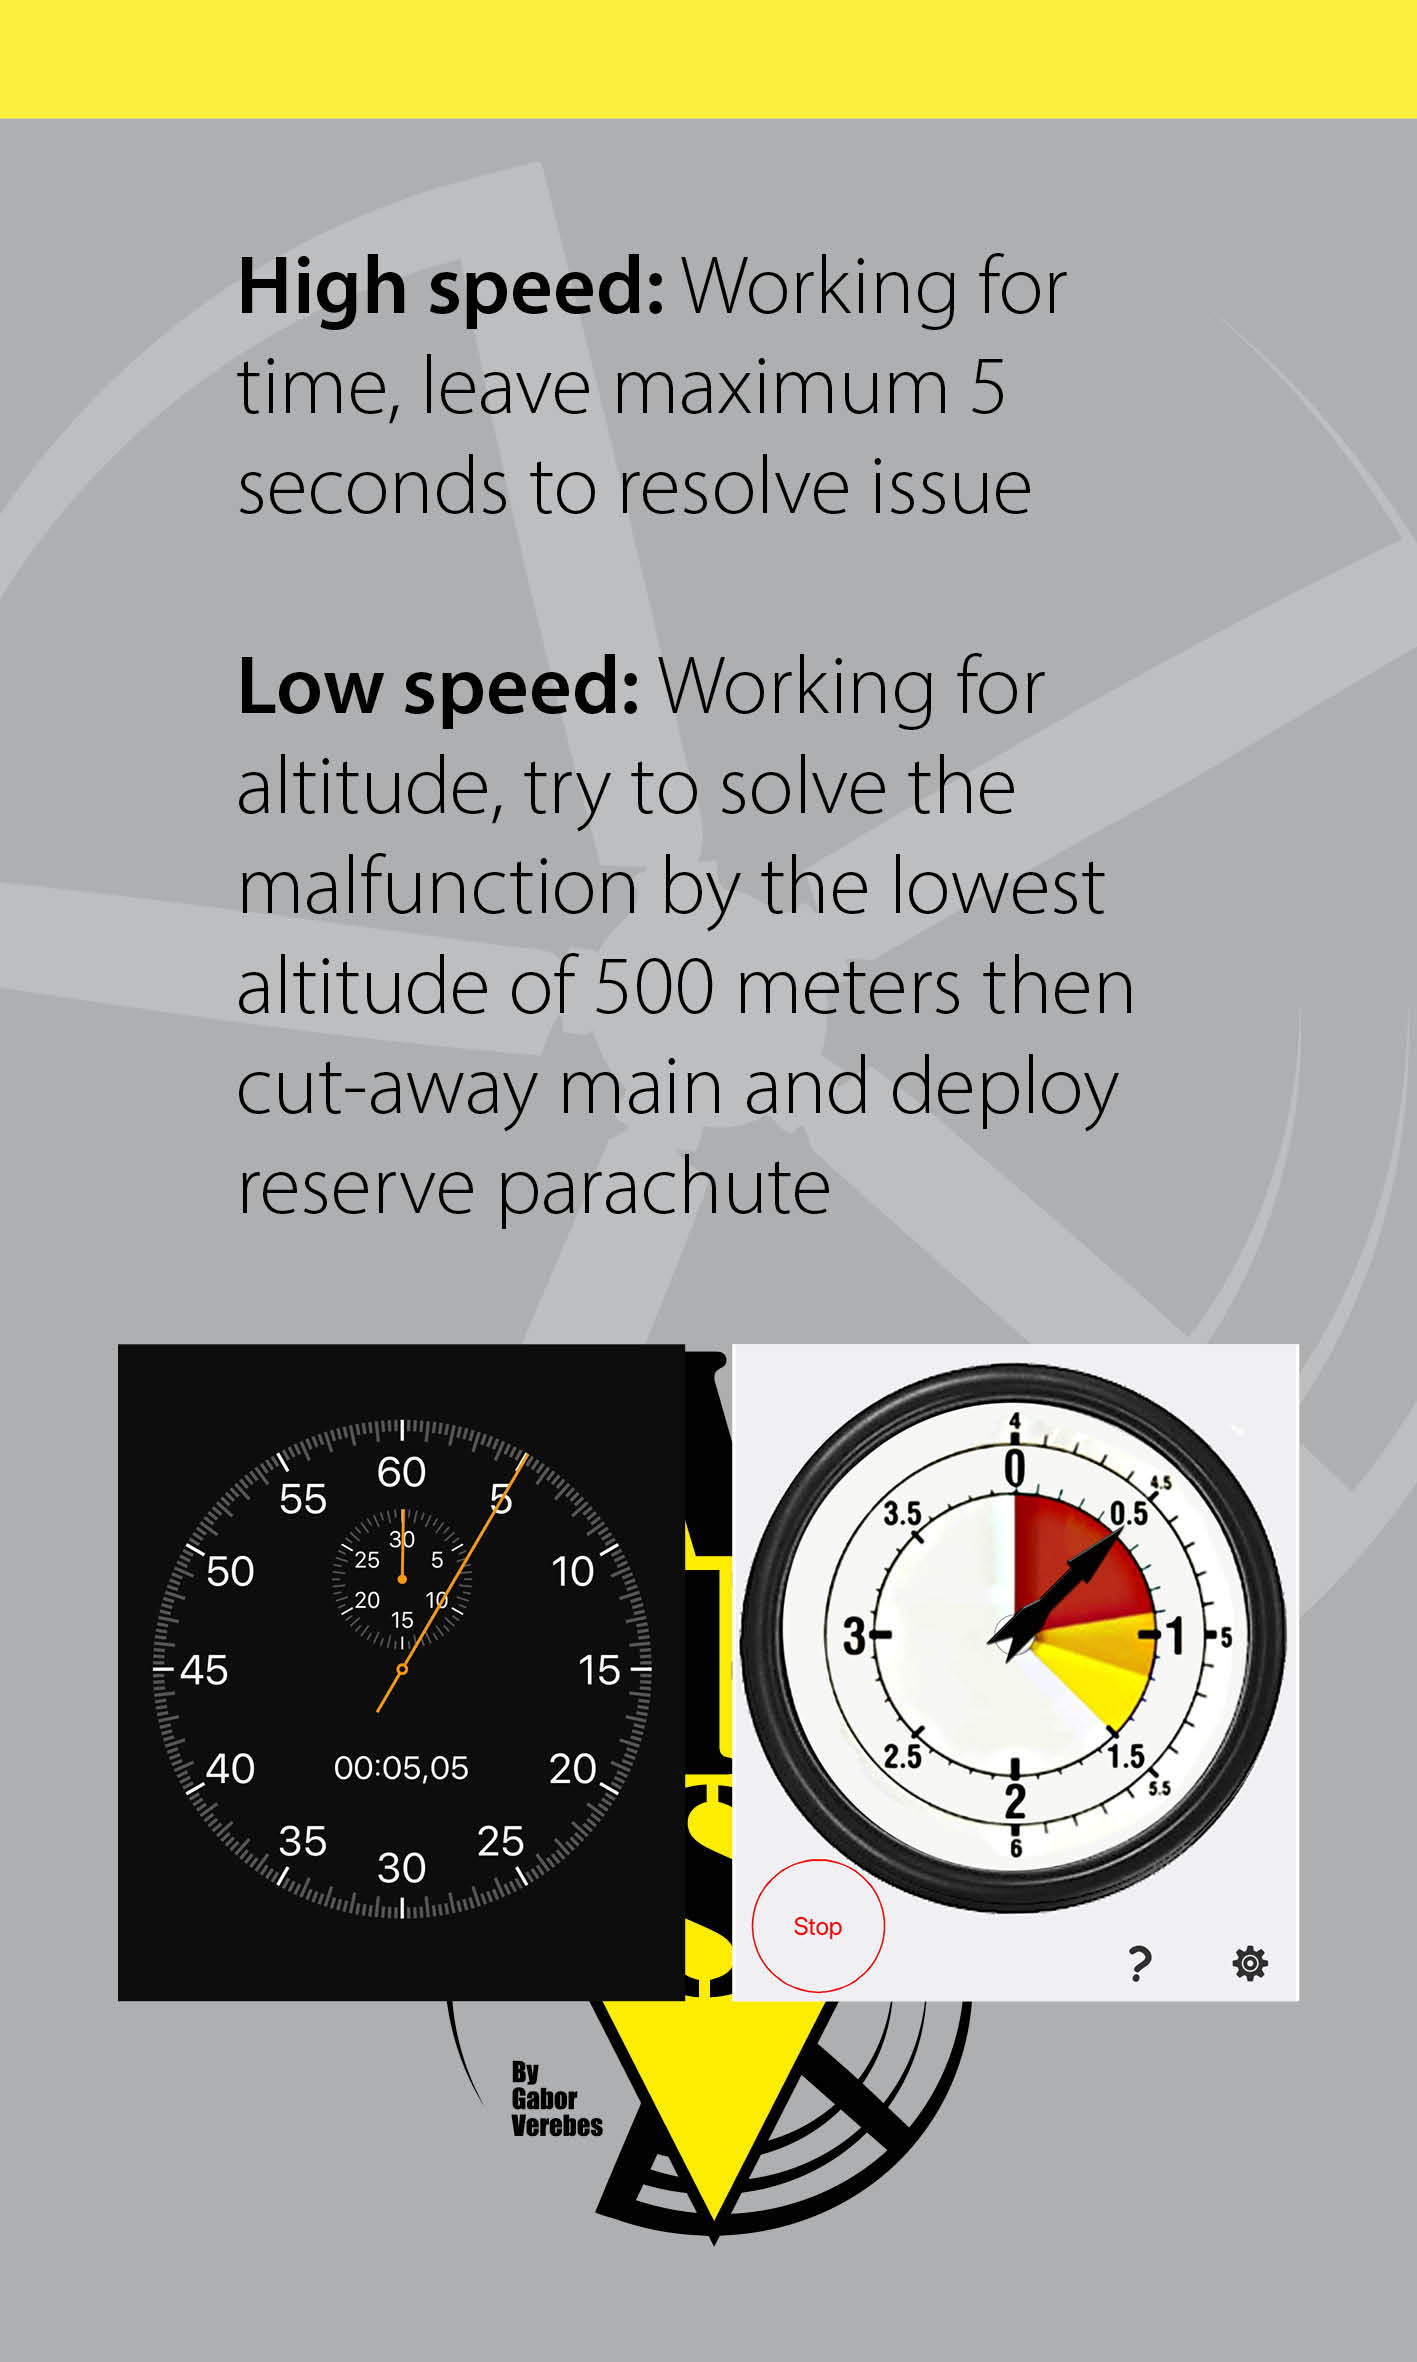 High speed: Working for
time, leave maximum 5
seconds to resolve issue
Low speed: Working for
altitude, try to solve the
malfunction by the lowest
altitude of 500 meters then
cut-away main and deploy
reserve parachute
60
55 5
50 10
45 15
40 20
35 25
30
30
25 5
20 10
15
00:05,05
4
0
4.5
3.5 0.5
3 1 5
2.5 1.5
5.5
2
6
Stop
?
By
Gabor
Verebes